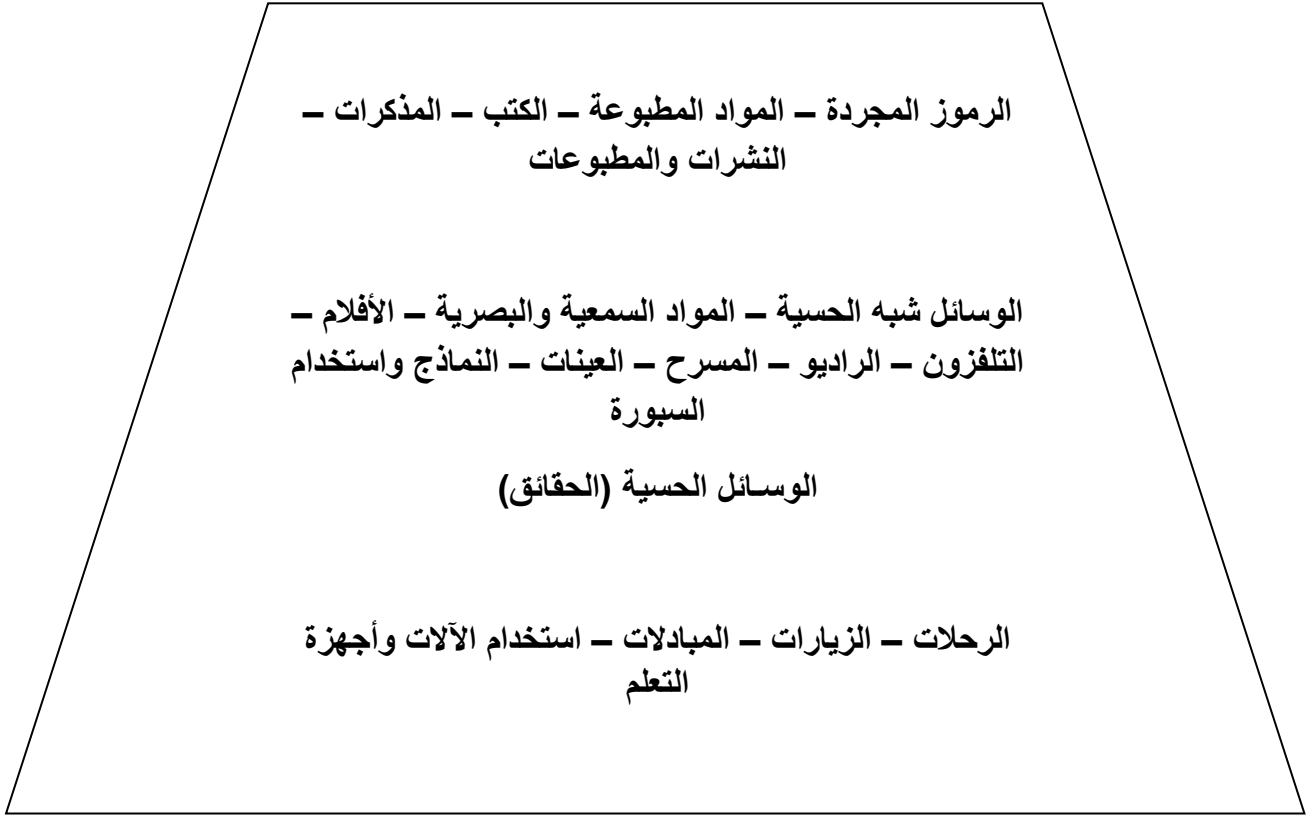 الرموز المجردة – المواد المطبوعة – الكتب – المذكرات –
النشرات والمطبوعات
الوسائل شبه الحسية – المواد السمعية والبصرية – الأفلام –
التلفزون – الراديو – المسرح – العينات – النماذج واستخدام
السبورة
الوسـائل الحسية (الحقائق)
الرحلات – الزيارات – المبادلات – استخدام الآلات وأجهزة
التعلم